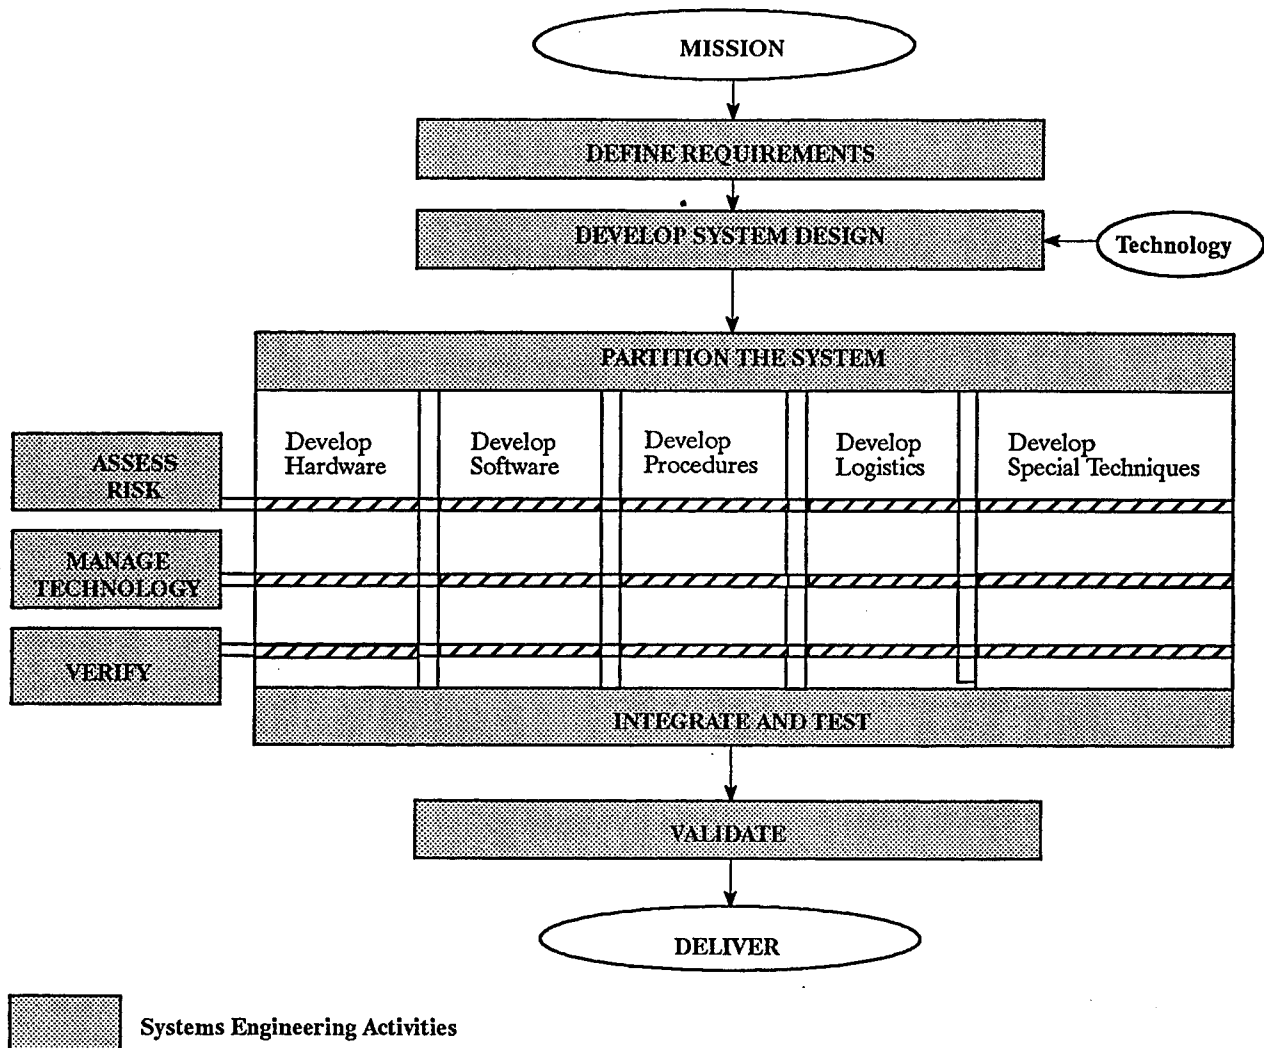 MISSION
DEFINE REQUIREMENTS
DEVELOP SYSTEM DESIGN
Technology
PARTITION THE SYSTEM
Develop
Hardware
Develop
Software
Develop
Procedures
Develop
Logistics
Develop
Special Techniques
ASSESS
RISK
MANAGE
TECHNOLOGY
VERIFY
INTEGRATE AND TEST
VALIDATE
DELIVER
Systems Engineering Activities